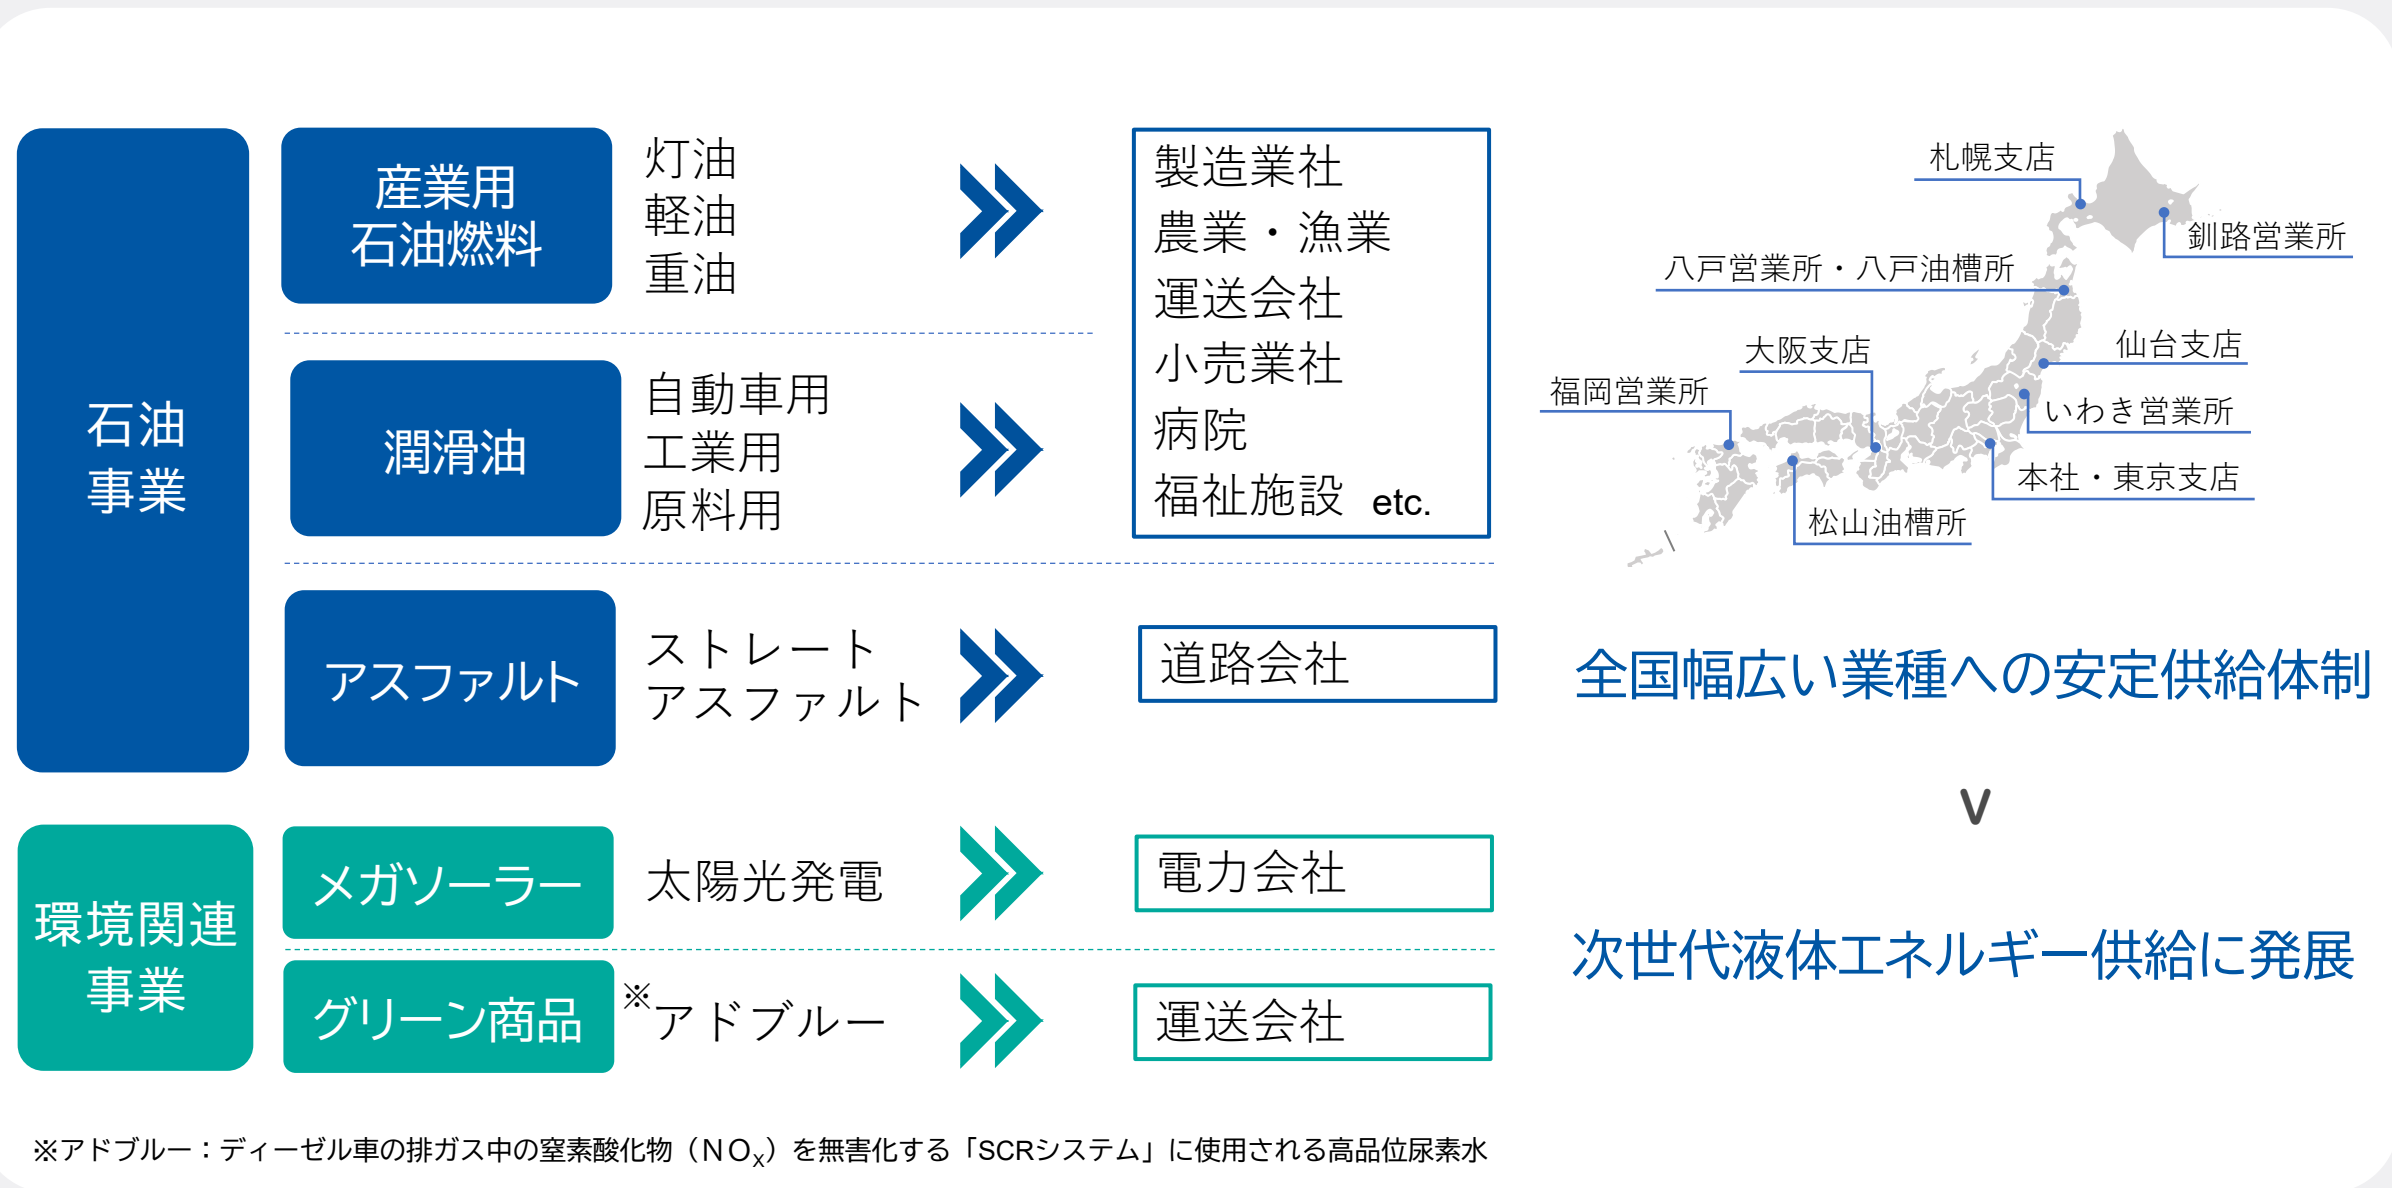 石油
事業
産業用
石油燃料
灯油
軽油
重油
潤滑油
自動車用
工業用
原料用
製造業社
農業・漁業
運送会社
小売業社
病院
福祉施設 etc.
アスファルト
ストレート
アスファルト
道路会社
環境関連
事業
メガソーラー
太陽光発電
電力会社
グリーン商品
※アドブルー
運送会社
札幌支店
釧路営業所
八戸営業所・八戸油槽所
仙台支店
大阪支店
福岡営業所
いわき営業所
本社・東京支店
松山油槽所
全国幅広い業種への安定供給体制
∨
次世代液体エネルギー供給に発展
※アドブルー：ディーゼル車の排ガス中の窒素酸化物（ＮＯx）を無害化する「SCRシステム」に使用される高品位尿素水